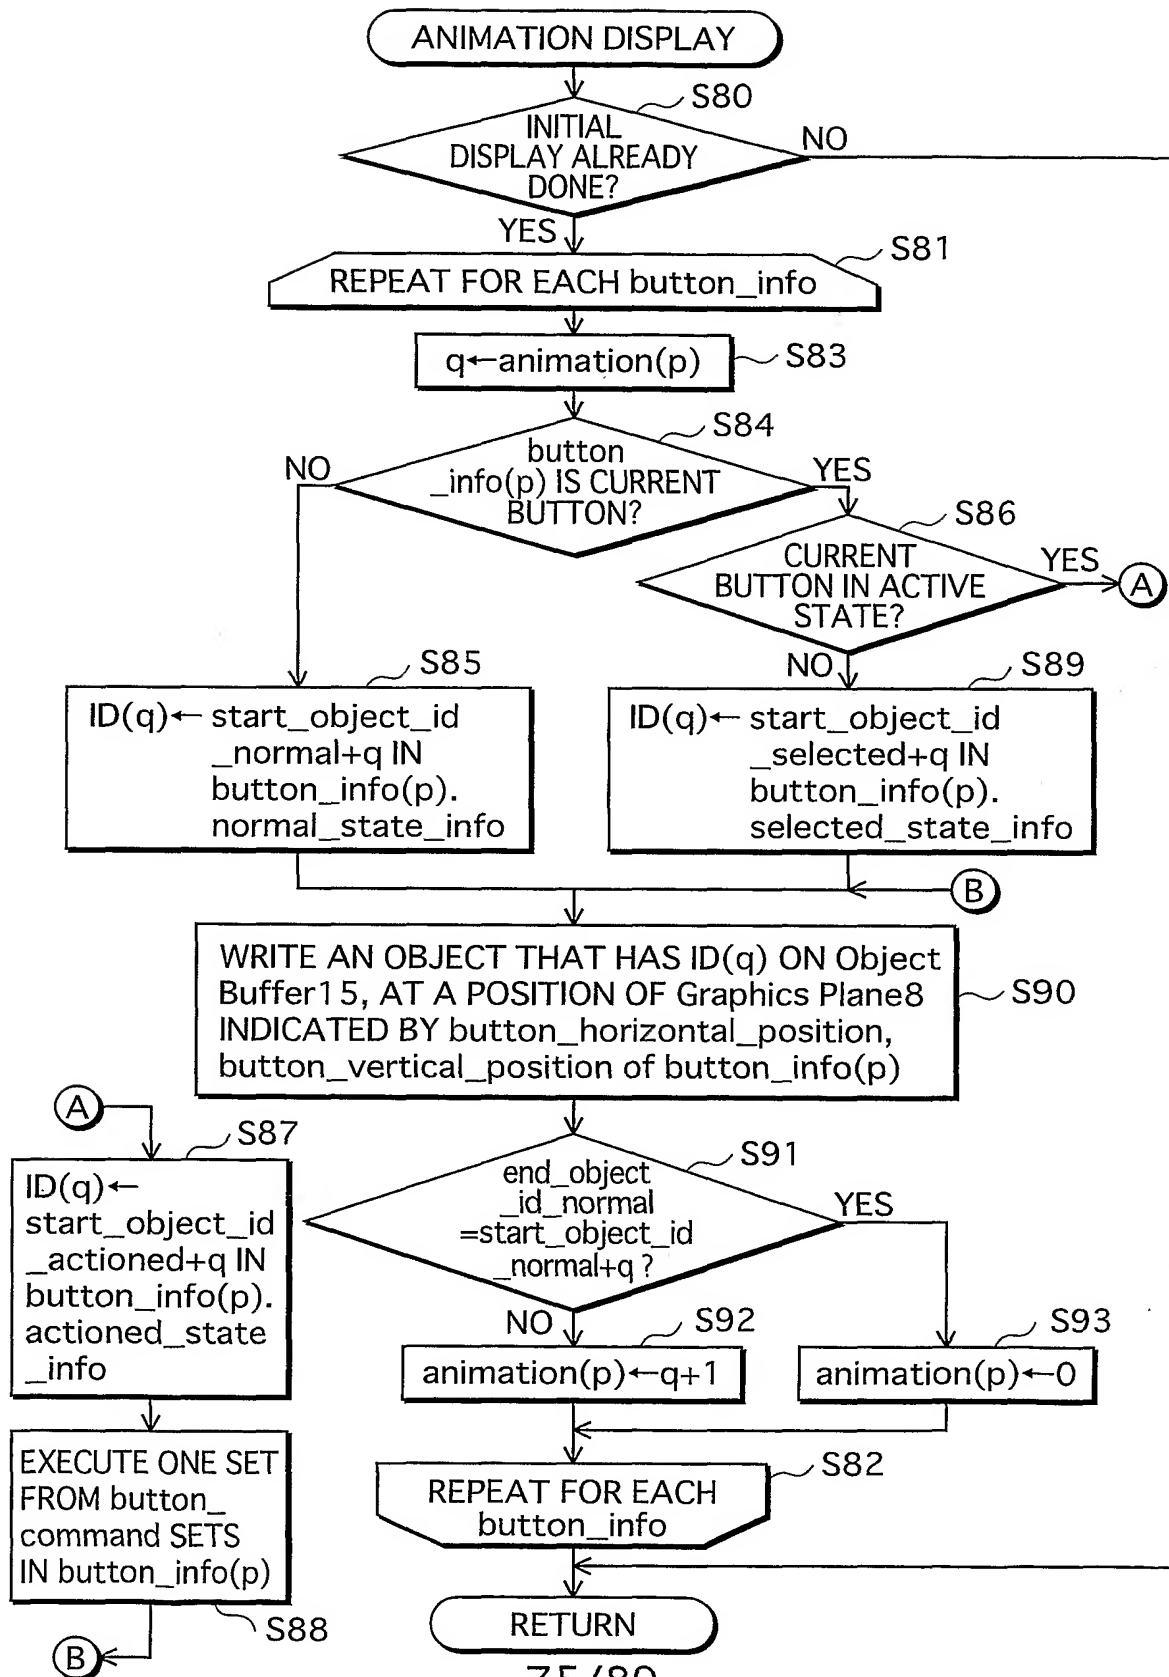 ANIMATION DISPLAY
S80
INITIAL
DISPLAY ALREADY
DONE?
NO
YES
S81
REPEAT FOR EACH button_info
q←animation(p)
S83
S84
button
_info(p) IS CURRENT
BUTTON?
NO
YES
S86
CURRENT
BUTTON IN ACTIVE
STATE?
YES
A
NO
S85
ID(q)← start_object_id
_normal+q IN
button_info(p).
normal_state_info
S89
ID(q)← start_object_id
_selected+q IN
button_info(p).
selected_state_info
B
WRITE AN OBJECT THAT HAS ID(q) ON Object
Buffer15, AT A POSITION OF Graphics Plane8
INDICATED BY button_horizontal_position,
button_vertical_position of button_info(p)
S90
A
S87
ID(q)←
start_object_id
_actioned+q IN
button_info(p).
actioned_state
_info
EXECUTE ONE SET
FROM button_
command SETS
IN button_info(p)
S88
B
S91
end_object
_id_normal
=start_object_id
_normal+q ?
YES
NO
S92
animation(p)←q+1
S93
animation(p)←0
S82
REPEAT FOR EACH
button_info
RETURN